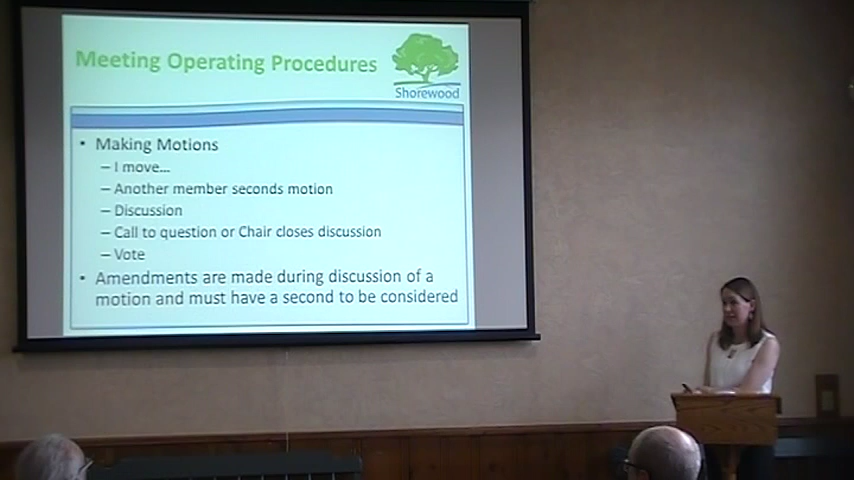 Meeting Operating Procedures
Shorewood
• Making Motions
– I move...
– Another member seconds motion
– Discussion
– Call to question or Chair closes discussion
– Vote
• Amendments are made during discussion of a
motion and must have a second to be considered